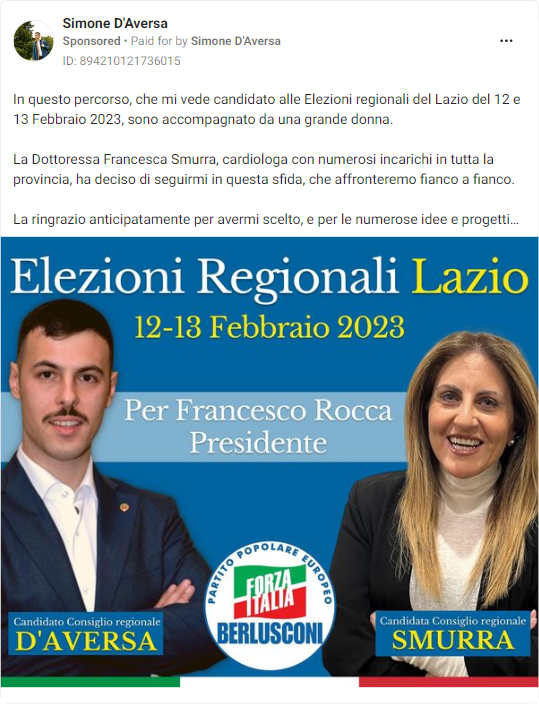 Simone D'Aversa
Sponsored • Paid for by Simone D'Aversa
ID: 894210121736015
In questo percorso, che mi vede candidato alle Elezioni regionali del Lazio del 12 e
13 Febbraio 2023, sono accompagnato da una grande donna.
La Dottoressa Francesca Smurra, cardiologa con numerosi incarichi in tutta la
provincia, ha deciso di seguirmi in questa sfida, che affronteremo fianco a fianco.
La ringrazio anticipatamente per avermi scelto, e per le numerose idee e progetti...
Elezioni Regionali Lazio
12-13 Febbraio 2023
Per Francesco Rocca
Presidente
PARTITO POPOLARE EUROPEO
FORZA
ITALIA
BERLUSCONI
Candidato Consiglio regionale
D'AVERSA
Candidata Consiglio regionale
SMURRA